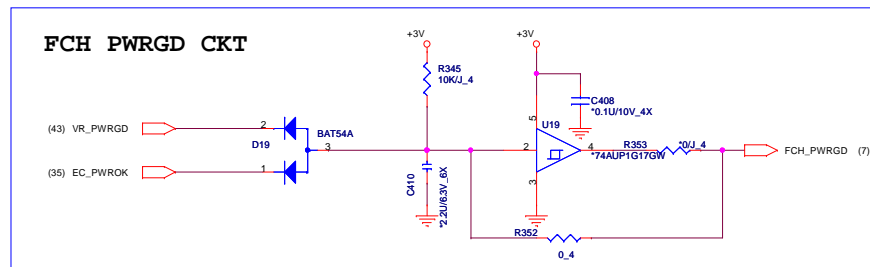 FCH PWRGD CKT
+3V
+3V
R345
10K/J_4
C408
*0.1U/10V_4X
(43) VR_PWRGD
2
BAT54A
D19
3
U19
5
2
4
R353
*0/J_4
*74AUP1G17GW
FCH_PWRGD (7)
(35) EC_PWROK
1
C410
*2.2U/6.3V_6X
3
R352
0_4